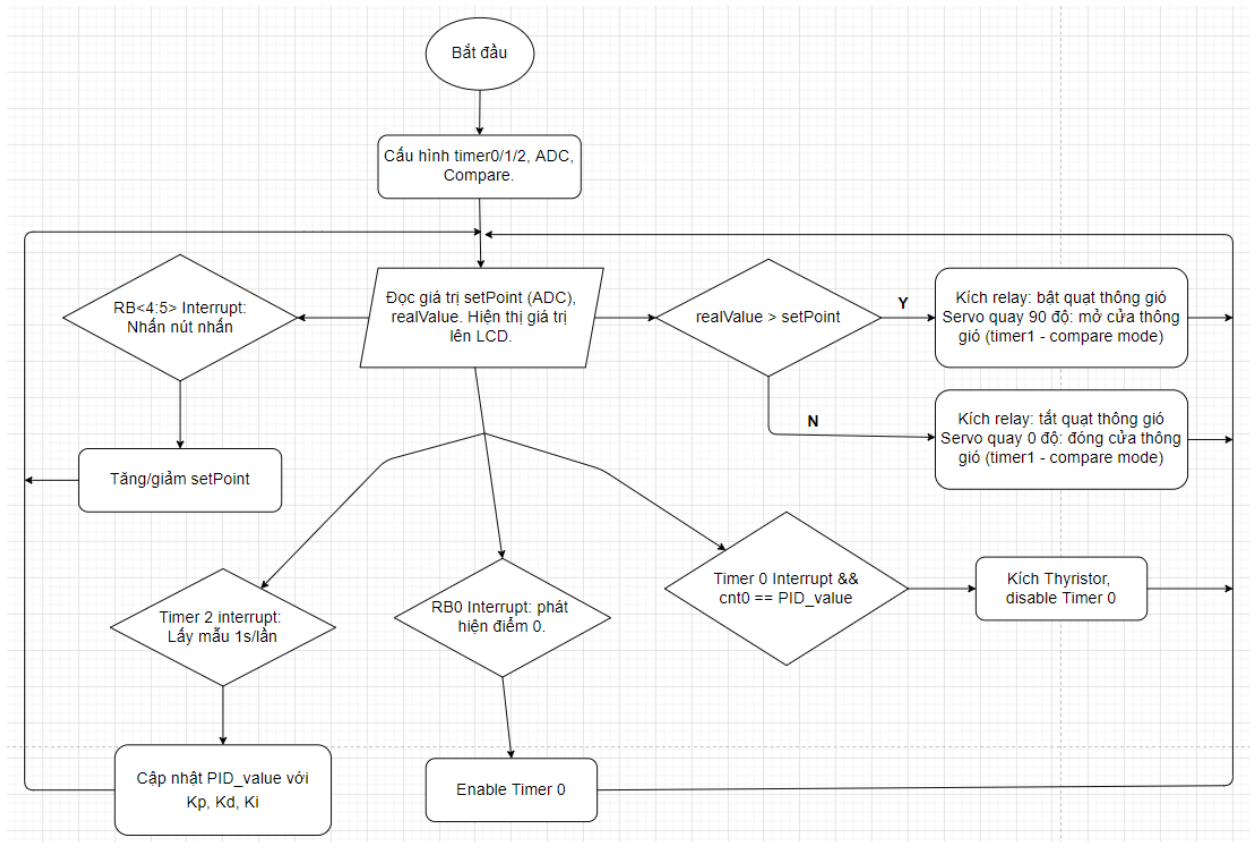 Bắt đầu
Cấu hình timer0/1/2, ADC,
Compare.
RB<4:5> Interrupt:
Nhấn nút nhấn
Đọc giá trị setPoint (ADC),
realValue. Hiện thị giá trị
lên LCD.
realValue > setPoint
Y
Kích relay: bật quạt thông gió
Servo quay 90 độ: mở cửa thông
gió (timer1 - compare mode)
N
Kích relay: tắt quạt thông gió
Servo quay 0 độ: đóng cửa thông
gió (timer1 - compare mode)
Tăng/giảm setPoint
Timer 2 interrupt:
Lấy mẫu 1s/lần
RB0 Interrupt: phát
hiện điểm 0.
Timer 0 Interrupt &&
cnt0 == PID_value
Kích Thyristor,
disable Timer 0
Cập nhật PID_value với
Kp, Kd, Ki
Enable Timer 0